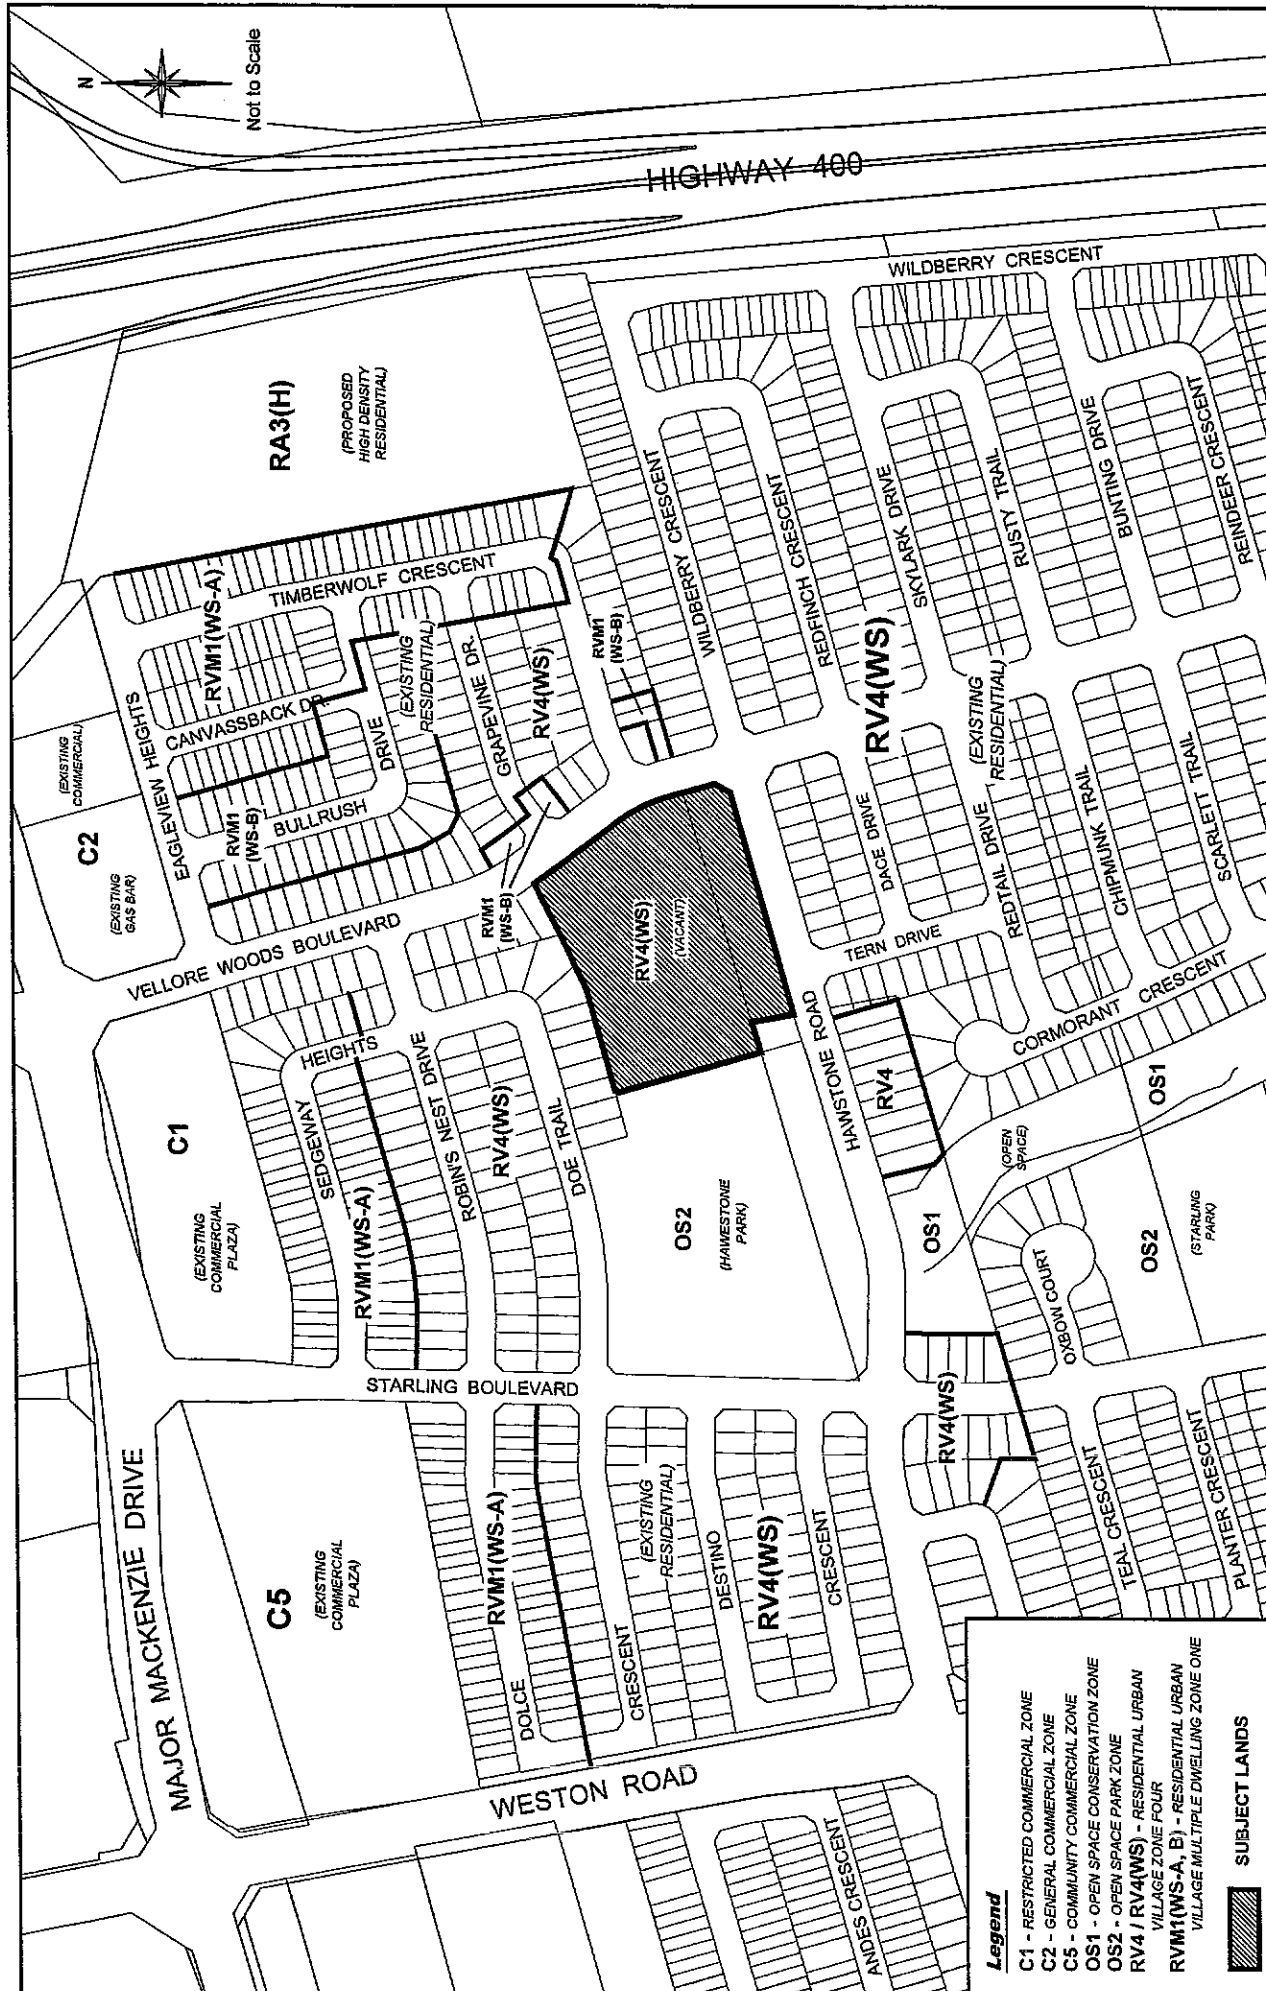 N
Not to Scale
HIGHWAY 400
MAJOR MACKENZIE DRIVE
WESTON ROAD
C5
(EXISTING
COMMERCIAL
PLAZA)
C1
(EXISTING
COMMERCIAL
PLAZA)
C2
(EXISTING
GAS BAR)
(EXISTING
COMMERCIAL)
RA3(H)
(PROPOSED
HIGH DENSITY
RESIDENTIAL)
EAGLEVIEW HEIGHTS
VELLORE WOODS BOULEVARD
CANVASSBACK DR.
TIMBERWOLF CRESCENT
RVM1(WS-A)
RVM1
(WS-B)
BULLRUSH
DRIVE
(EXISTING
RESIDENTIAL)
GRAPEVINE DR.
RV4(WS)
RVM1
(WS-B)
RVM1
(WS-B)
SEDGEWAY
HEIGHTS
RVM1(WS-A)
ROBIN'S NEST DRIVE
RV4(WS)
DOE TRAIL
STARLING BOULEVARD
RVM1(WS-A)
DOLCE
CRESCENT
(EXISTING
RESIDENTIAL)
DESTINO
RV4(WS)
CRESCENT
OS2
(HAWESTONE
PARK)
RV4(WS)
(VACANT)
HAWSTONE ROAD
RV4
OS1
(OPEN
SPACE)
OS1
OS2
(STARLING
PARK)
OXBOW COURT
RV4(WS)
TEAL CRESCENT
PLANTER CRESCENT
ANDES CRESCENT
WILDBERRY CRESCENT
WILDBERRY CRESCENT
REDFINCH CRESCENT
SKYLARK DRIVE
RUSTY TRAIL
BUNTING DRIVE
REINDEER CRESCENT
RV4(WS)
(EXISTING
RESIDENTIAL)
DACE DRIVE
TERN DRIVE
REDTAIL DRIVE
CHIPMUNK TRAIL
SCARLETT TRAIL
CORMORANT CRESCENT
Legend
C1 - RESTRICTED COMMERCIAL ZONE
C2 - GENERAL COMMERCIAL ZONE
C5 - COMMUNITY COMMERCIAL ZONE
OS1 - OPEN SPACE CONSERVATION ZONE
OS2 - OPEN SPACE PARK ZONE
RV4 / RV4(WS) - RESIDENTIAL URBAN
VILLAGE ZONE FOUR
RVM1(WS-A, B) - RESIDENTIAL URBAN
VILLAGE MULTIPLE DWELLING ZONE ONE
SUBJECT LANDS